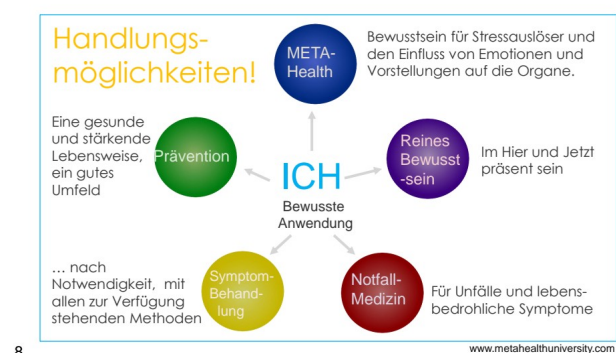 Handlungs-
möglichkeiten!
META-
Health
Bewusstsein für Stressauslöser und
den Einfluss von Emotionen und
Vorstellungen auf die Organe.
Eine gesunde
und stärkende
Lebensweise,
ein gutes
Umfeld
Prävention
ICH
Bewusste
Anwendung
Reines
Bewusst
-sein
Im Hier und Jetzt
präsent sein
... nach
Notwendigkeit, mit
allen zur Verfügung
stehenden Methoden
Symptom-
Behand-
lung
Notfall-
Medizin
Für Unfälle und lebens-
bedrohliche Symptome
8
www.metahealthuniversity.com